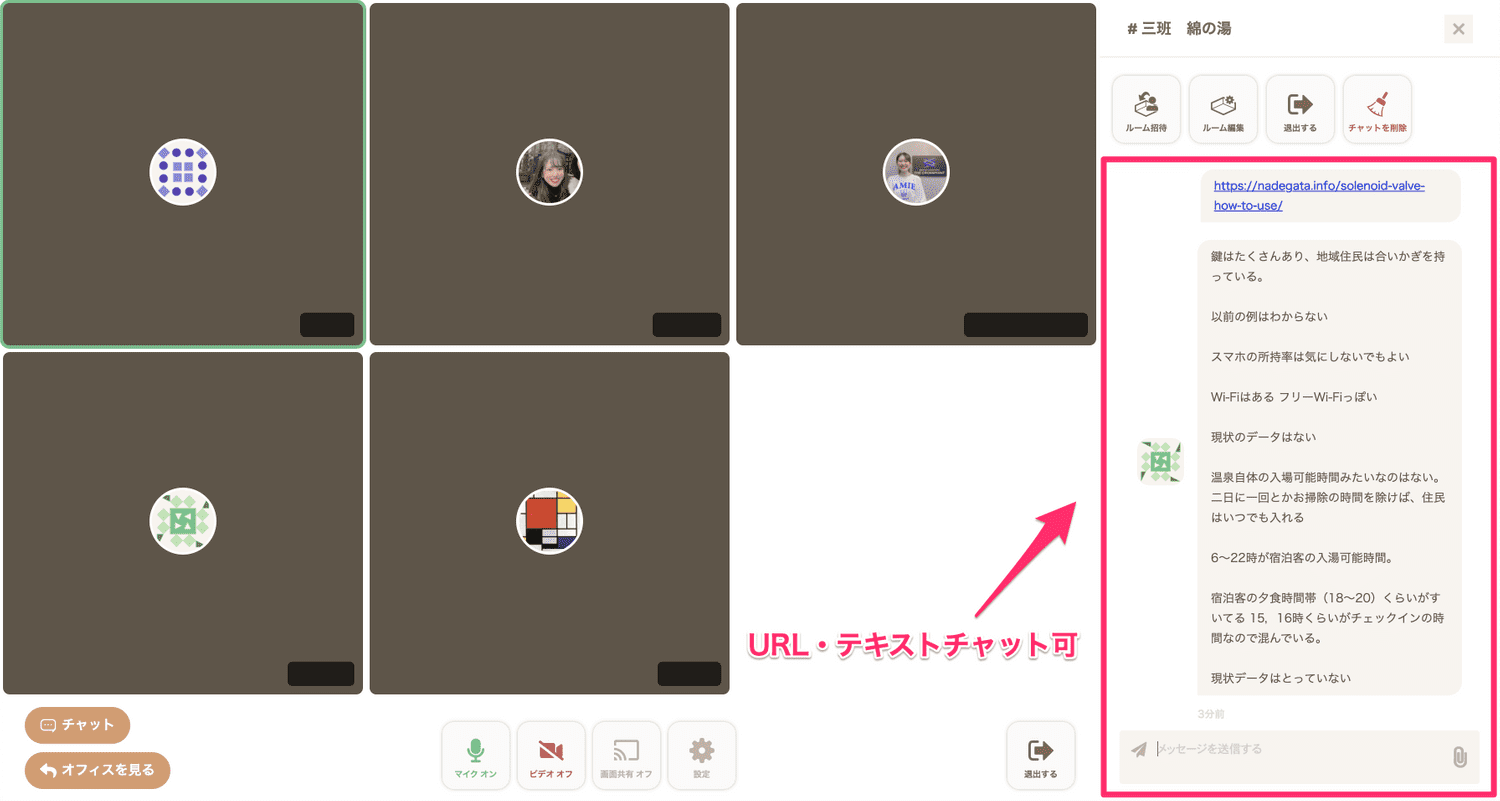 # 三班　綿の湯
ルーム招待
ルーム編集
退出する
チャットを削除
https://nadegata.info/solenoid-valve-
how-to-use/
鍵はたくさんあり、地域住民は合いかぎを持
っている。
以前の例はわからない
スマホの所持率は気にしないでもよい
Wi-Fiはある フリーWi-Fiっぽい
現状のデータはない
温泉自体の入場可能時間みたいなのはない。
二日に一回とかお掃除の時間を除けば、住民
はいつでも入れる
6〜22時が宿泊客の入湯可能時間。
宿泊客の夕食時間帯（18〜20）くらいがす
いてる 15，16時くらいがチェックインの時
間なので混んでいる。
現状データはとっていない
3分前
メッセージを送信する
AMIE
URL・テキストチャット可
チャット
オフィスを見る
マイク オン
ビデオ オフ
画面共有 オフ
設定
退出する